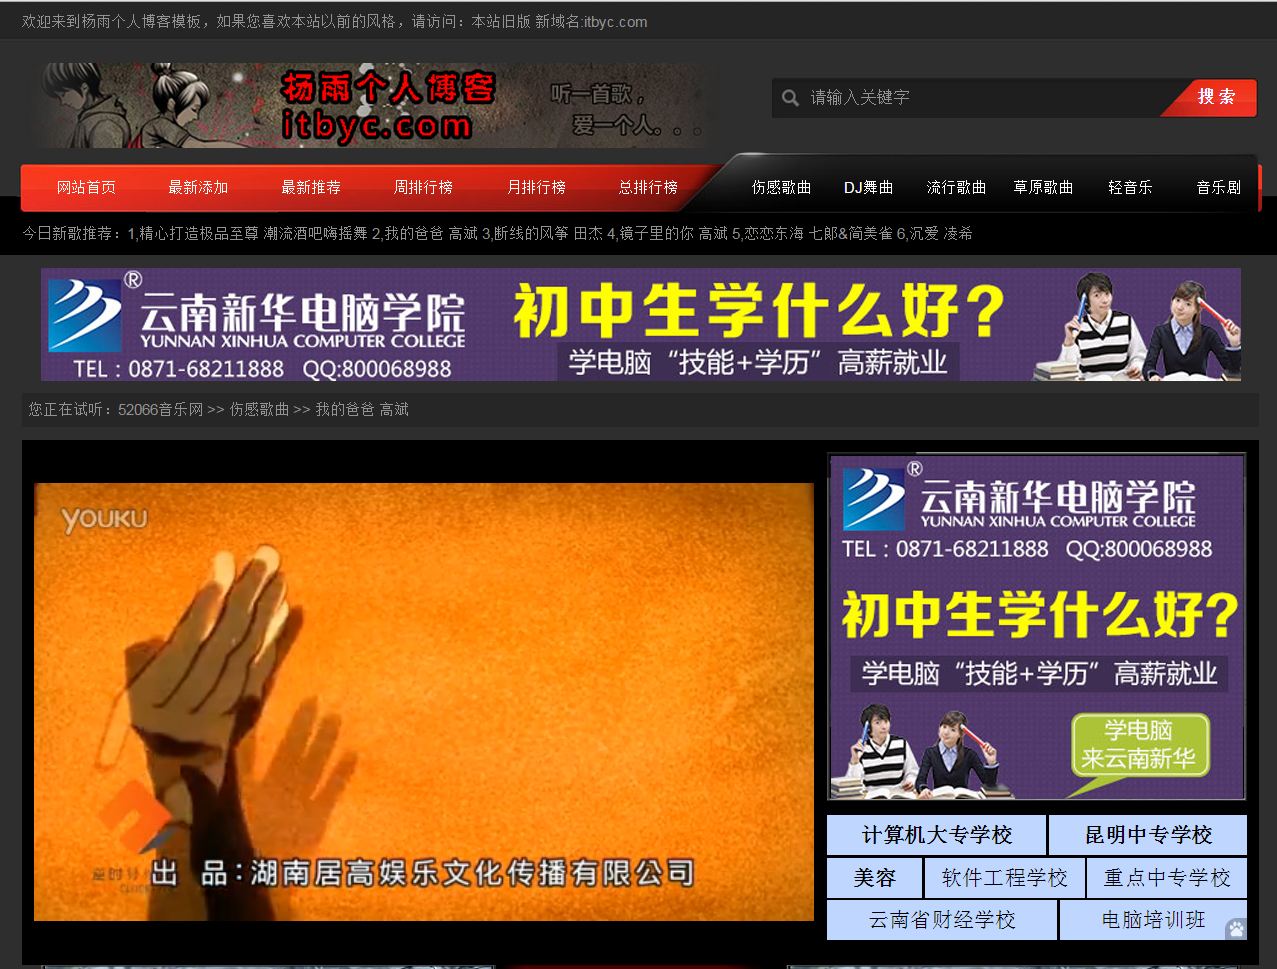 欢迎来到杨雨个人博客模板，如果您喜欢本站以前的风格，请访问：本站旧版 新域名:itbyc.com
杨雨个人博客
itbyc.com
听一首歌，
爱一个人。。。
请输入关键字
搜索
网站首页 最新添加 最新推荐 周排行榜 月排行榜 总排行榜 伤感歌曲 DJ舞曲 流行歌曲 草原歌曲 轻音乐 音乐剧
今日新歌推荐：1,精心打造极品至尊 潮流酒吧嗨摇舞 2,我的爸爸 高斌 3,断线的风筝 田杰 4,镜子里的你 高斌 5,恋恋东海 七郎&简美雀 6,沉爱 凌希
®
云南新华电脑学院
YUNNAN XINHUA COMPUTER COLLEGE
TEL：0871-68211888 QQ:800068988
初中生学什么好?
学电脑“技能+学历”高薪就业
您正在试听：52066音乐网 >> 伤感歌曲 >> 我的爸爸 高斌
YOUKU
出 品:湖南居高娱乐文化传播有限公司
®
云南新华电脑学院
YUNNAN XINHUA COMPUTER COLLEGE
TEL：0871-68211888 QQ:800068988
初中生学什么好?
学电脑“技能+学历”高薪就业
学电脑
来云南新华
计算机大专学校 昆明中专学校
美容 软件工程学校 重点中专学校
云南省财经学校 电脑培训班